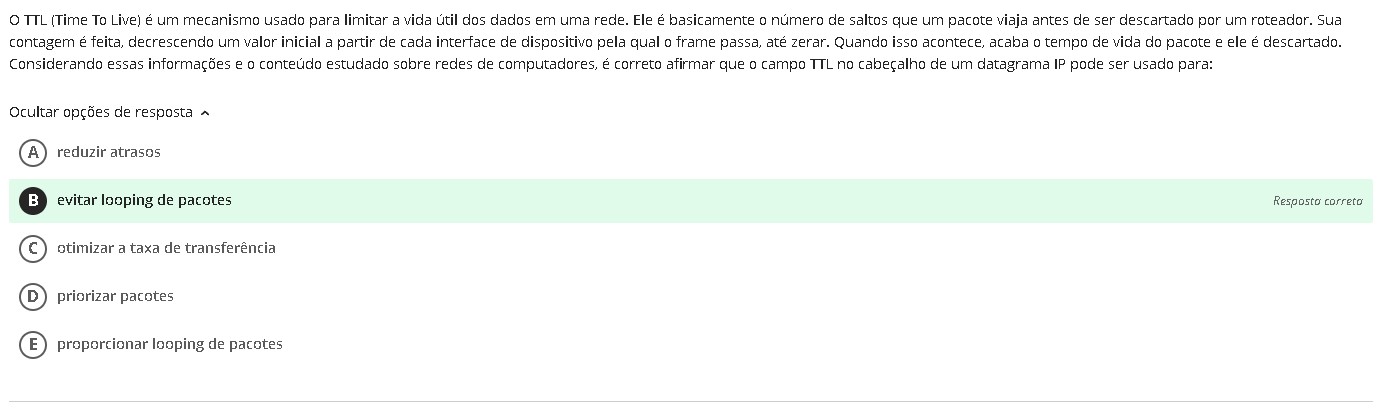 O TTL (Time To Live) é um mecanismo usado para limitar a vida útil dos dados em uma rede. Ele é basicamente o número de saltos que um pacote viaja antes de ser descartado por um roteador. Sua
contagem é feita, decrescendo um valor inicial a partir de cada interface de dispositivo pela qual o frame passa, até zerar. Quando isso acontece, acaba o tempo de vida do pacote e ele é descartado.
Considerando essas informações e o conteúdo estudado sobre redes de computadores, é correto afirmar que o campo TTL no cabeçalho de um datagrama IP pode ser usado para:
Ocultar opções de resposta
A reduzir atrasos
B evitar looping de pacotes Resposta correta
C otimizar a taxa de transferência
D priorizar pacotes
E proporcionar looping de pacotes